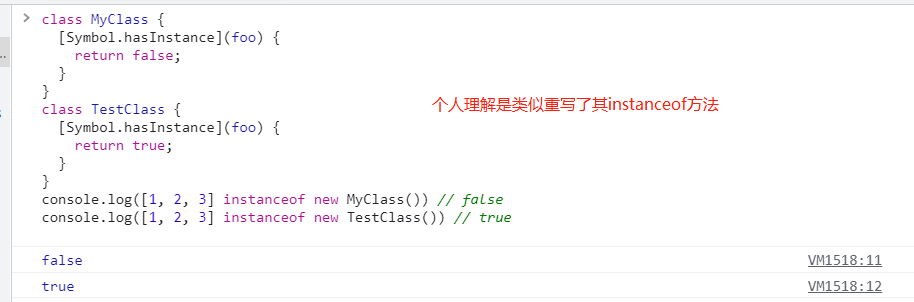 > class MyClass {
[Symbol.hasInstance](foo) {
return false;
}
}
class TestClass {
[Symbol.hasInstance](foo) {
return true;
}
}
console.log([1, 2, 3] instanceof new MyClass()) // false
console.log([1, 2, 3] instanceof new TestClass()) // true
个人理解是类似重写了其instanceof方法
false VM1518:11
true VM1518:12